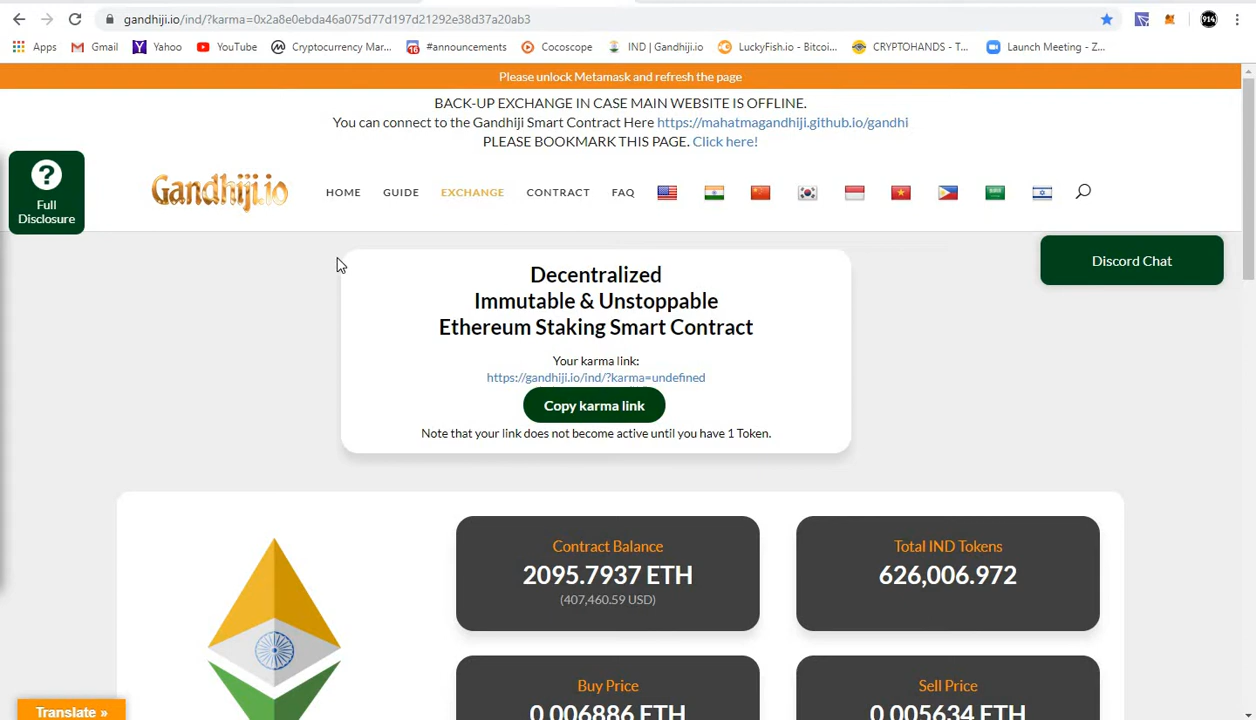 gandhiji.io/ind/?karma=0x2a8e0ebda46a075d77d197d21292e38d37a20ab3
914
Apps Gmail Yahoo YouTube Cryptocurrency Mar... 16 #announcements Cocoscope IND | Gandhiji.io LuckyFish.io - Bitcoi... CRYPTOHANDS - T... Launch Meeting - Z...
Please unlock Metamask and refresh the page
BACK-UP EXCHANGE IN CASE MAIN WEBSITE IS OFFLINE.
You can connect to the Gandhiji Smart Contract Here https://mahatmagandhiji.github.io/gandhi
PLEASE BOOKMARK THIS PAGE. Click here!
?
Full
Disclosure
Gandhiji.io
HOME GUIDE EXCHANGE CONTRACT FAQ
Discord Chat
Decentralized
Immutable & Unstoppable
Ethereum Staking Smart Contract
Your karma link:
https://gandhiji.io/ind/?karma=undefined
Copy karma link
Note that your link does not become active until you have 1 Token.
Contract Balance
2095.7937 ETH
(407,460.59 USD)
Total IND Tokens
626,006.972
Buy Price
0.006886 ETH
Sell Price
0.005634 ETH
Translate »